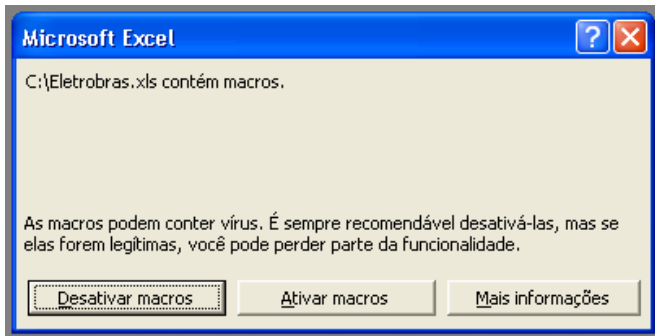 Microsoft Excel
C:\Eletrobras.xls contém macros.
As macros podem conter vírus. É sempre recomendável desativá-las, mas se
elas forem legítimas, você pode perder parte da funcionalidade.
Desativar macros Ativar macros Mais informações